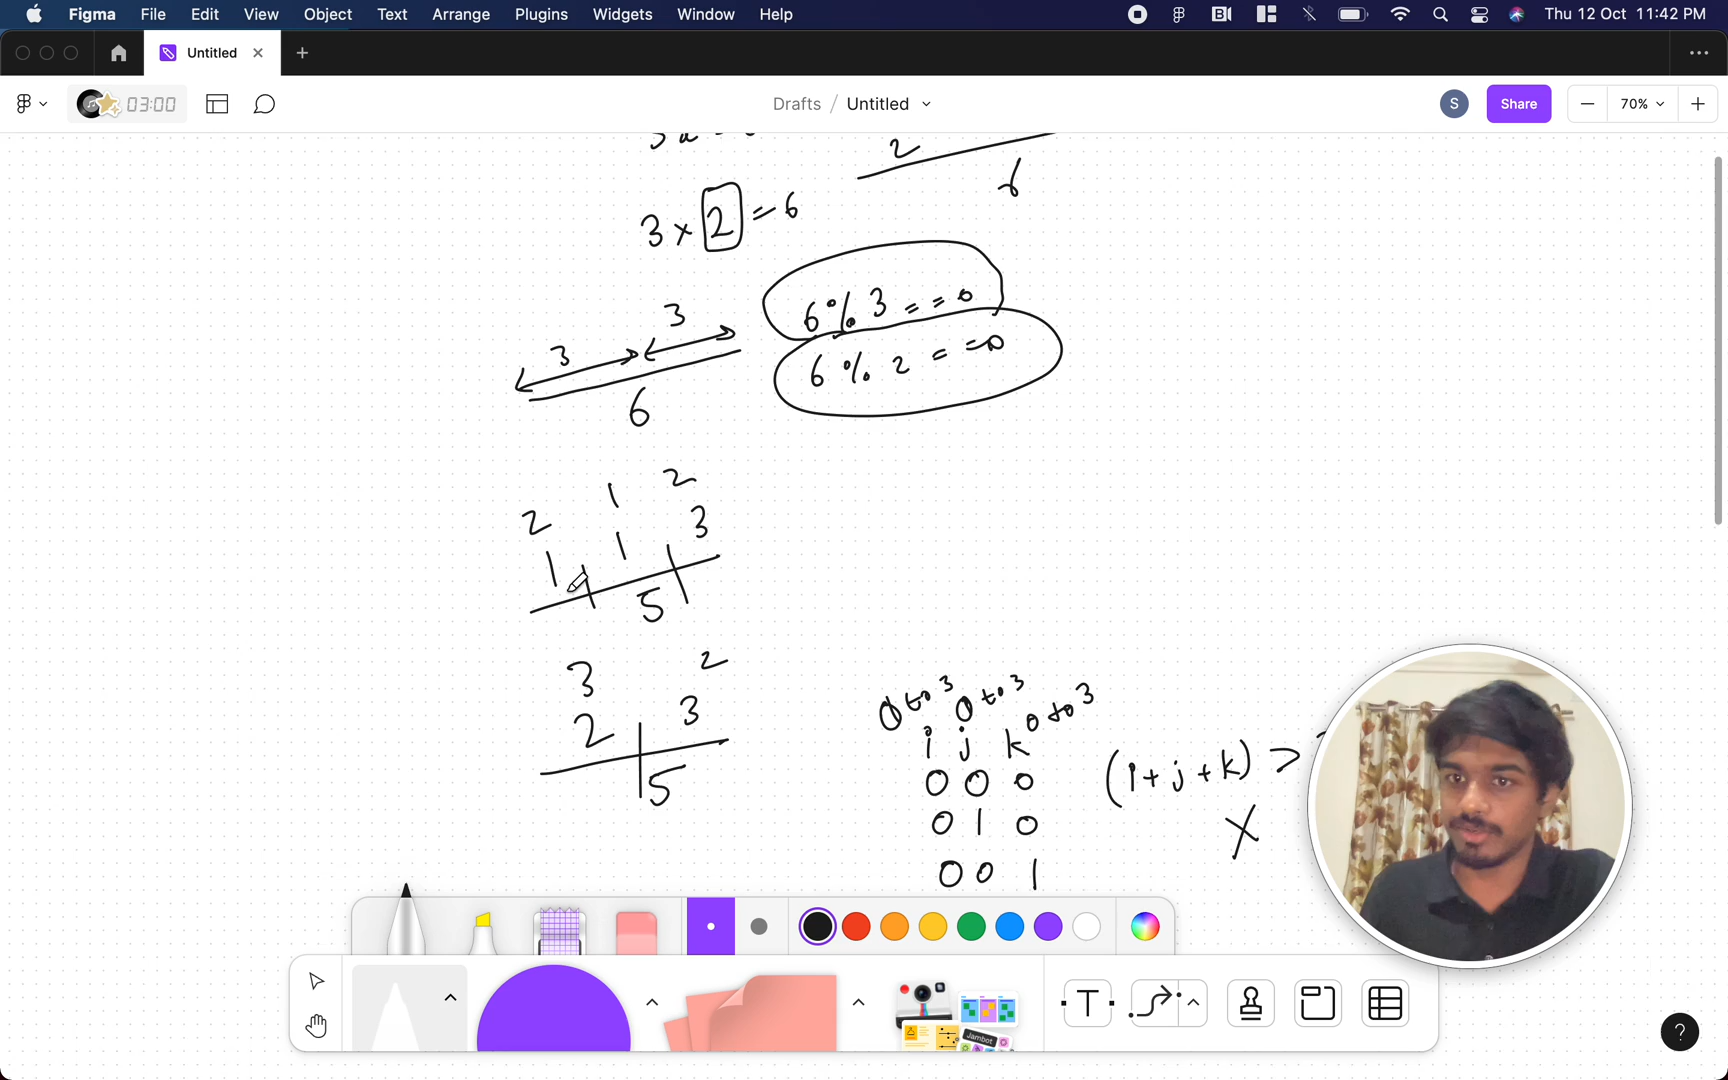 Figma File Edit View Object Text Arrange Plugins Widgets Window Help Thu 12 Oct 11:42 PM
Untitled
03:00 Drafts / Untitled S Share 70%
2
6
3 x 2 = 6
6 % 3 == 0
6 % 2 == 0
3 3
6
2 1 2
1 1 3
5
3 2
2 3
5
0 to 3 0 to 3 0 to 3
i j k
0 0 0
0 1 0
0 0 1
(i + j + k) >
X
T
Jambot
?